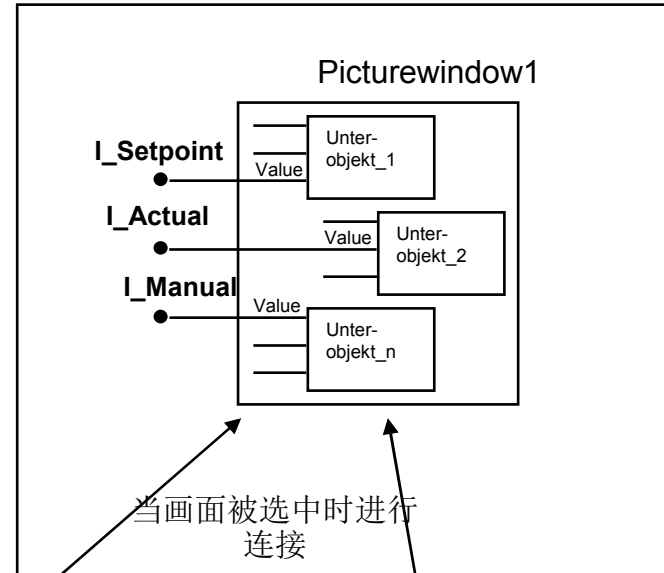 Picturewindow1
I_Setpoint
Value
Unter-
objekt_1
I_Actual
Value
Unter-
objekt_2
I_Manual
Value
Unter-
objekt_n
当画面被选中时进行
连接